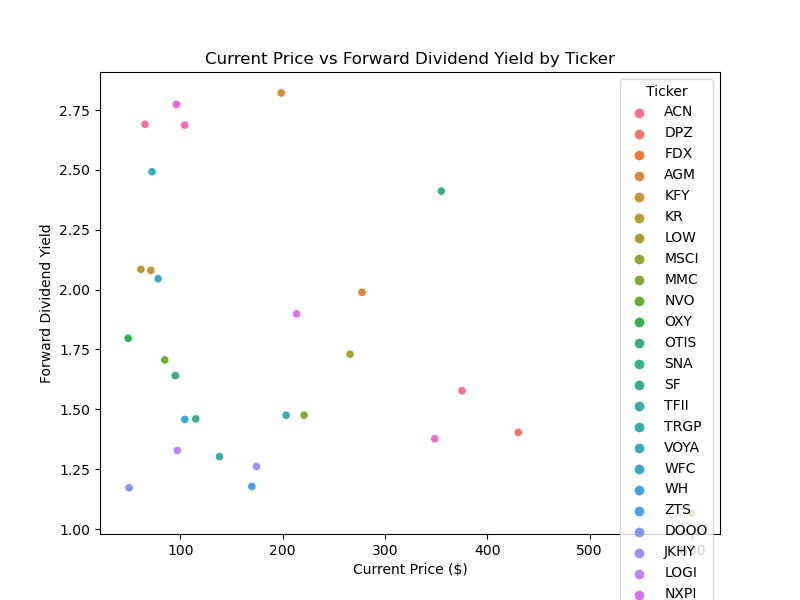 Current Price vs Forward Dividend Yield by Ticker
Forward Dividend Yield
2.75
2.50
2.25
2.00
1.75
1.50
1.25
1.00
100
200
300
400
500
600
Current Price ($)
Ticker
ACN
DPZ
FDX
AGM
KFY
KR
LOW
MSCI
MMC
NVO
OXY
OTIS
SNA
SF
TFII
TRGP
VOYA
WFC
WH
ZTS
DOOO
JKHY
LOGI
NXPI